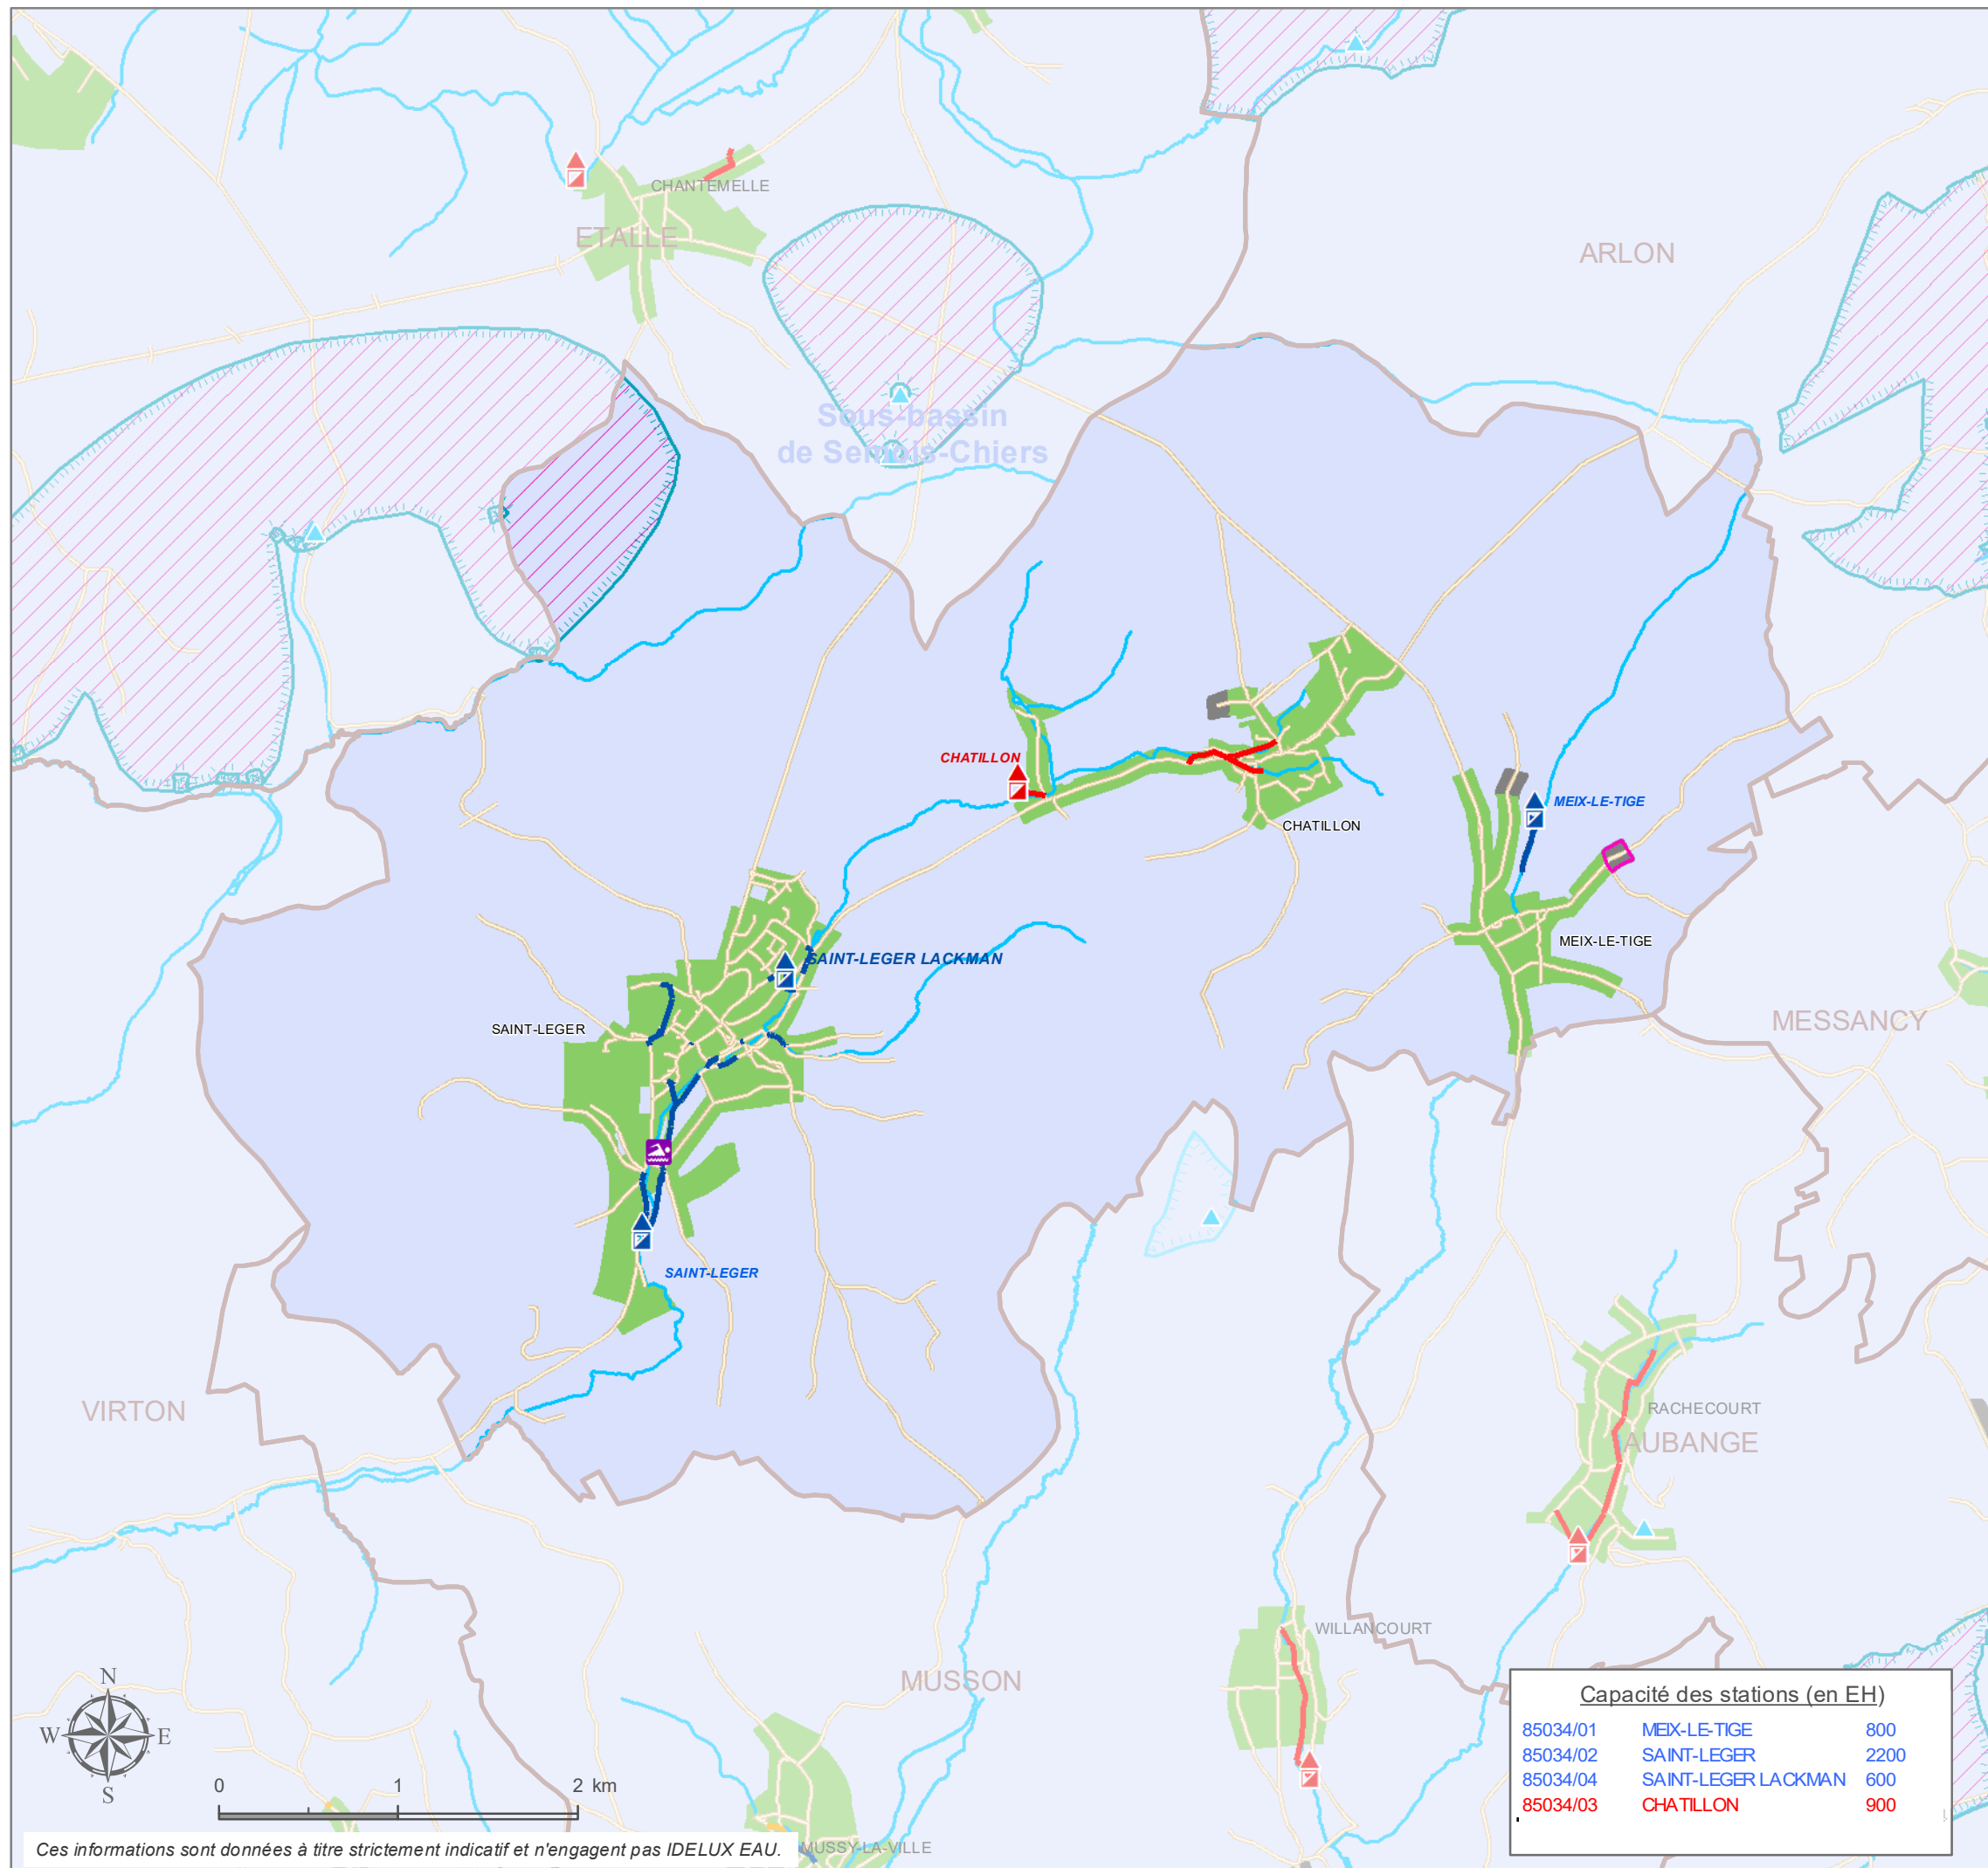 CHANTEMELLE
ETALLE
ARLON
Sous-bassin
de Semois-Chiers
CHATILLON
CHATILLON
MEIX-LE-TIGE
MEIX-LE-TIGE
SAINT-LEGER LACKMAN
SAINT-LEGER
MESSANCY
SAINT-LEGER
VIRTON
RACHECOURT
AUBANGE
WILLANCOURT
MUSSON
N
W E
S
0 1 2 km
Capacité des stations (en EH)
85034/01 MEIX-LE-TIGE 800
85034/02 SAINT-LEGER 2200
85034/04 SAINT-LEGER LACKMAN 600
85034/03 CHATILLON 900
MUSSY-LA-VILLE
Ces informations sont données à titre strictement indicatif et n'engagent pas IDELUX EAU.